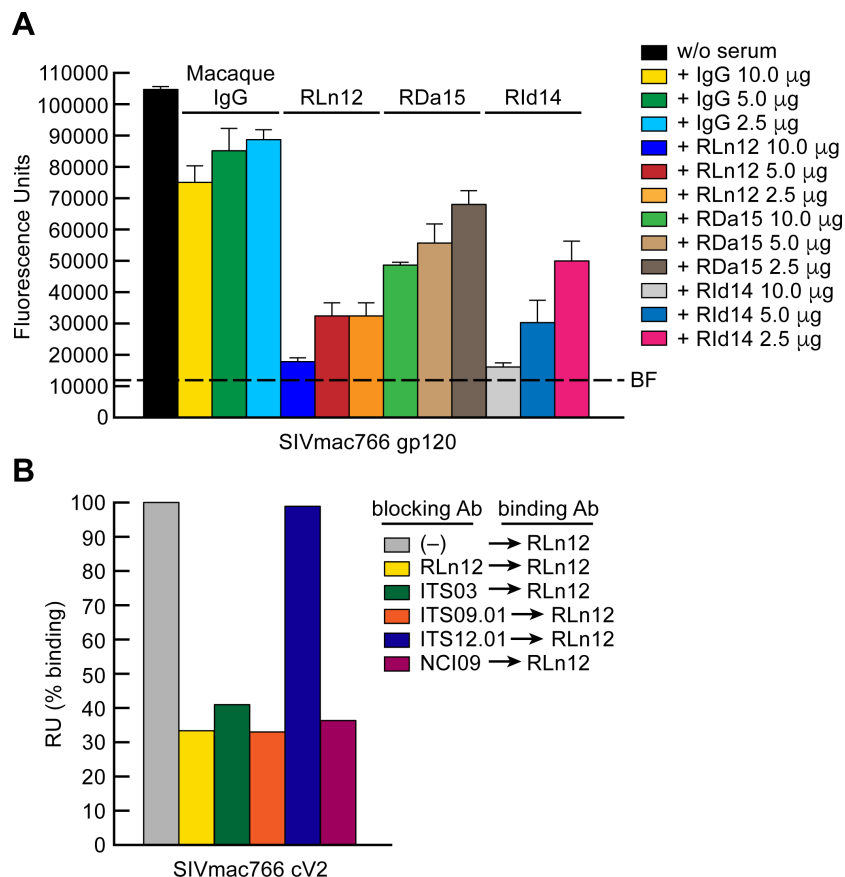 A
Macaque
IgG
RLn12
RDa15
RId14
110000
100000
90000
80000
70000
60000
50000
40000
30000
20000
10000
0
Fluorescence Units
BF
SIVmac766 gp120
w/o serum
+ IgG 10.0 μg
+ IgG 5.0 μg
+ IgG 2.5 μg
+ RLn12 10.0 μg
+ RLn12 5.0 μg
+ RLn12 2.5 μg
+ RDa15 10.0 μg
+ RDa15 5.0 μg
+ RDa15 2.5 μg
+ RId14 10.0 μg
+ RId14 5.0 μg
+ RId14 2.5 μg
B
100
90
80
70
60
50
40
30
20
10
0
RU (% binding)
SIVmac766 cV2
blocking Ab binding Ab
(–) → RLn12
RLn12 → RLn12
ITS03 → RLn12
ITS09.01 → RLn12
ITS12.01 → RLn12
NCI09 → RLn12